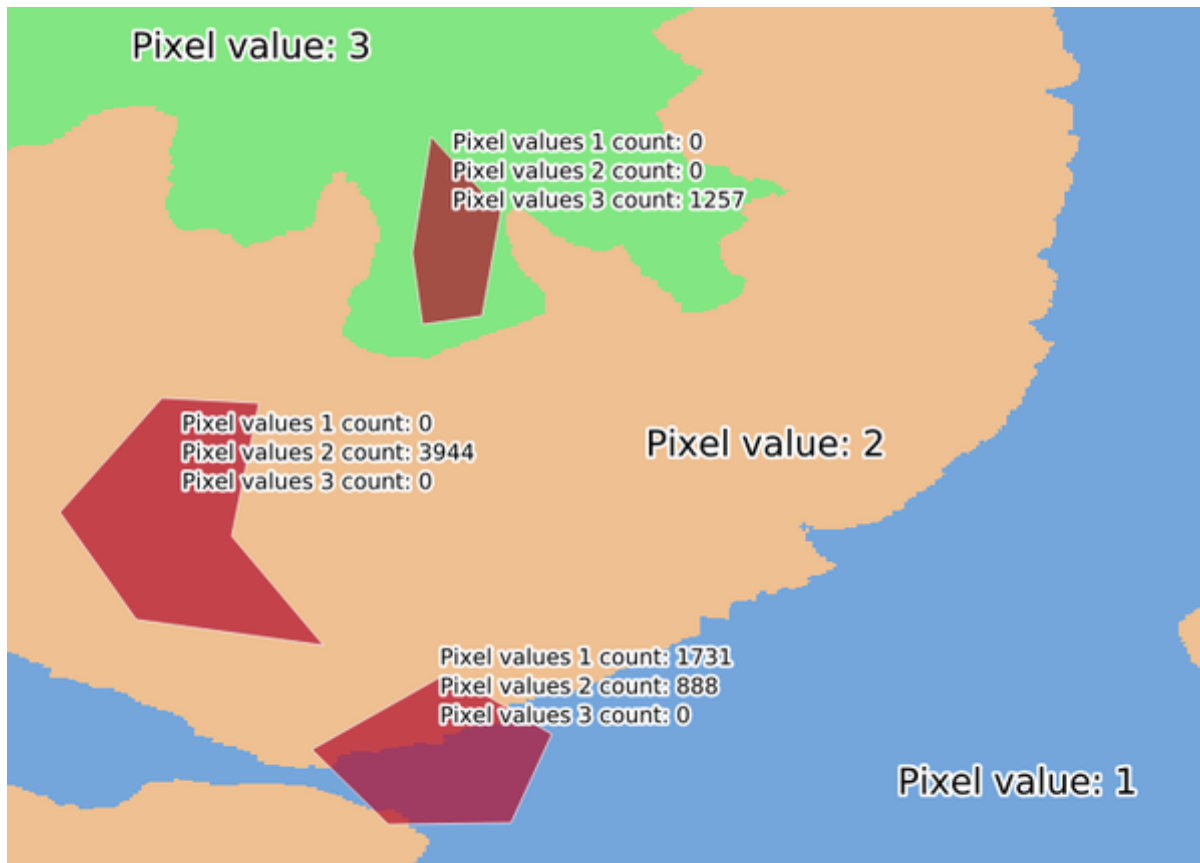 Pixel value: 3
Pixel values 1 count: 0
Pixel values 2 count: 0
Pixel values 3 count: 1257
Pixel values 1 count: 0
Pixel values 2 count: 3944
Pixel values 3 count: 0
Pixel value: 2
Pixel values 1 count: 1731
Pixel values 2 count: 888
Pixel values 3 count: 0
Pixel value: 1